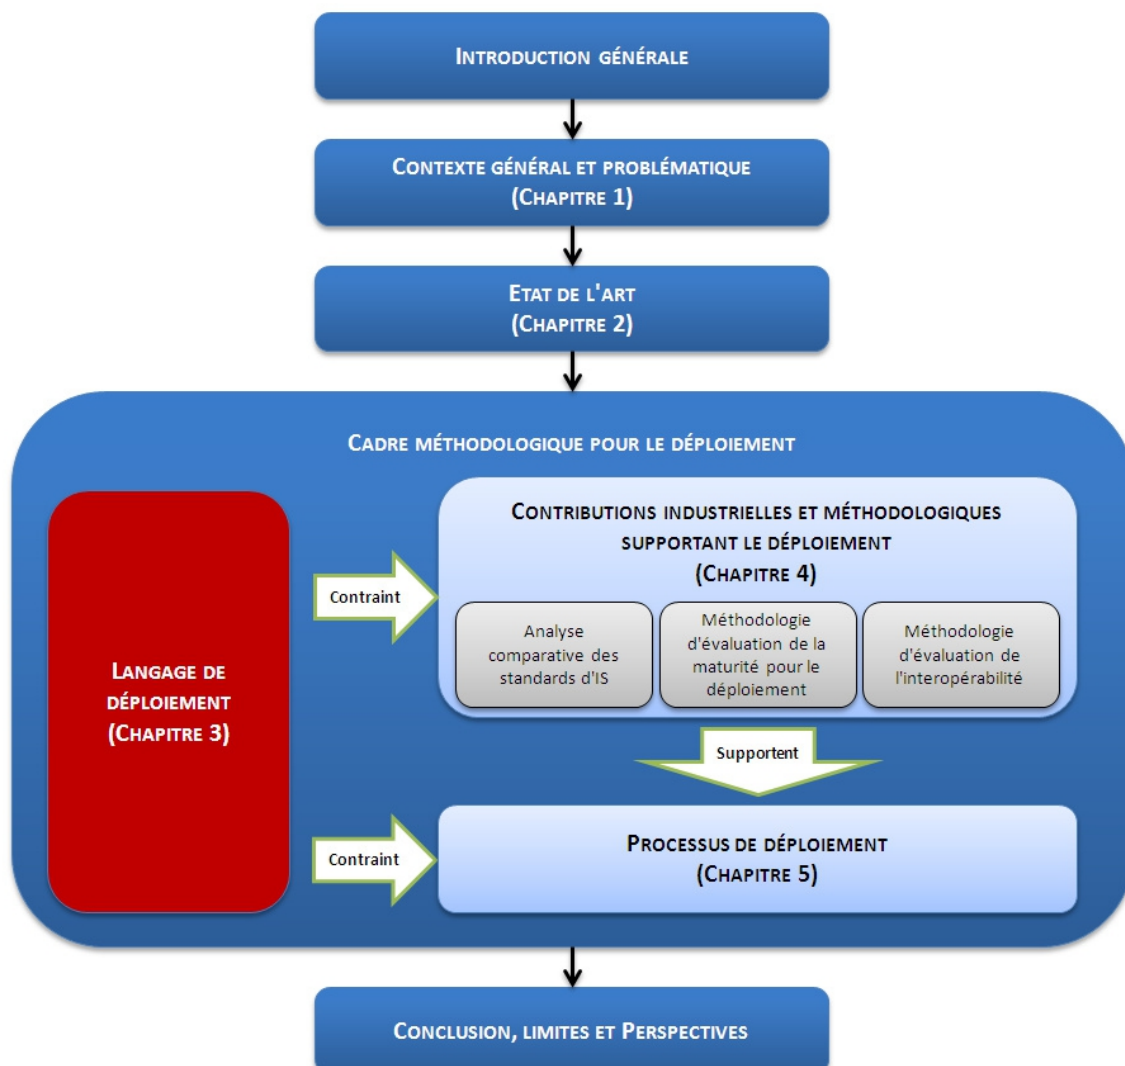 INTRODUCTION GÉNÉRALE
CONTEXTE GÉNÉRAL ET PROBLÉMATIQUE
(CHAPITRE 1)
ETAT DE L'ART
(CHAPITRE 2)
CADRE MÉTHODOLOGIQUE POUR LE DÉPLOIEMENT
LANGAGE DE
DÉPLOIEMENT
(CHAPITRE 3)
Contraint
CONTRIBUTIONS INDUSTRIELLES ET MÉTHODOLOGIQUES
SUPPORTANT LE DÉPLOIEMENT
(CHAPITRE 4)
Analyse
comparative des
standards d'IS
Méthodologie
d'évaluation de la
maturité pour le
déploiement
Méthodologie
d'évaluation de
l'interopérabilité
Supportent
Contraint
PROCESSUS DE DÉPLOIEMENT
(CHAPITRE 5)
CONCLUSION, LIMITES ET PERSPECTIVES